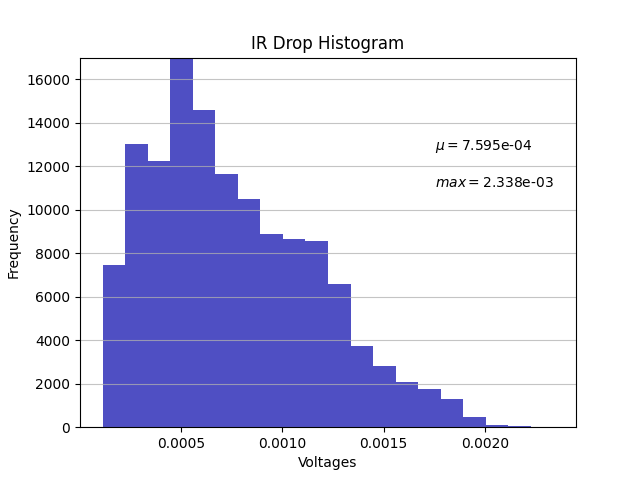 IR Drop Histogram
16000
14000
12000
10000
8000
6000
4000
2000
0
Frequency
μ = 7.595e-04
max = 2.338e-03
0.0005 0.0010 0.0015 0.0020
Voltages